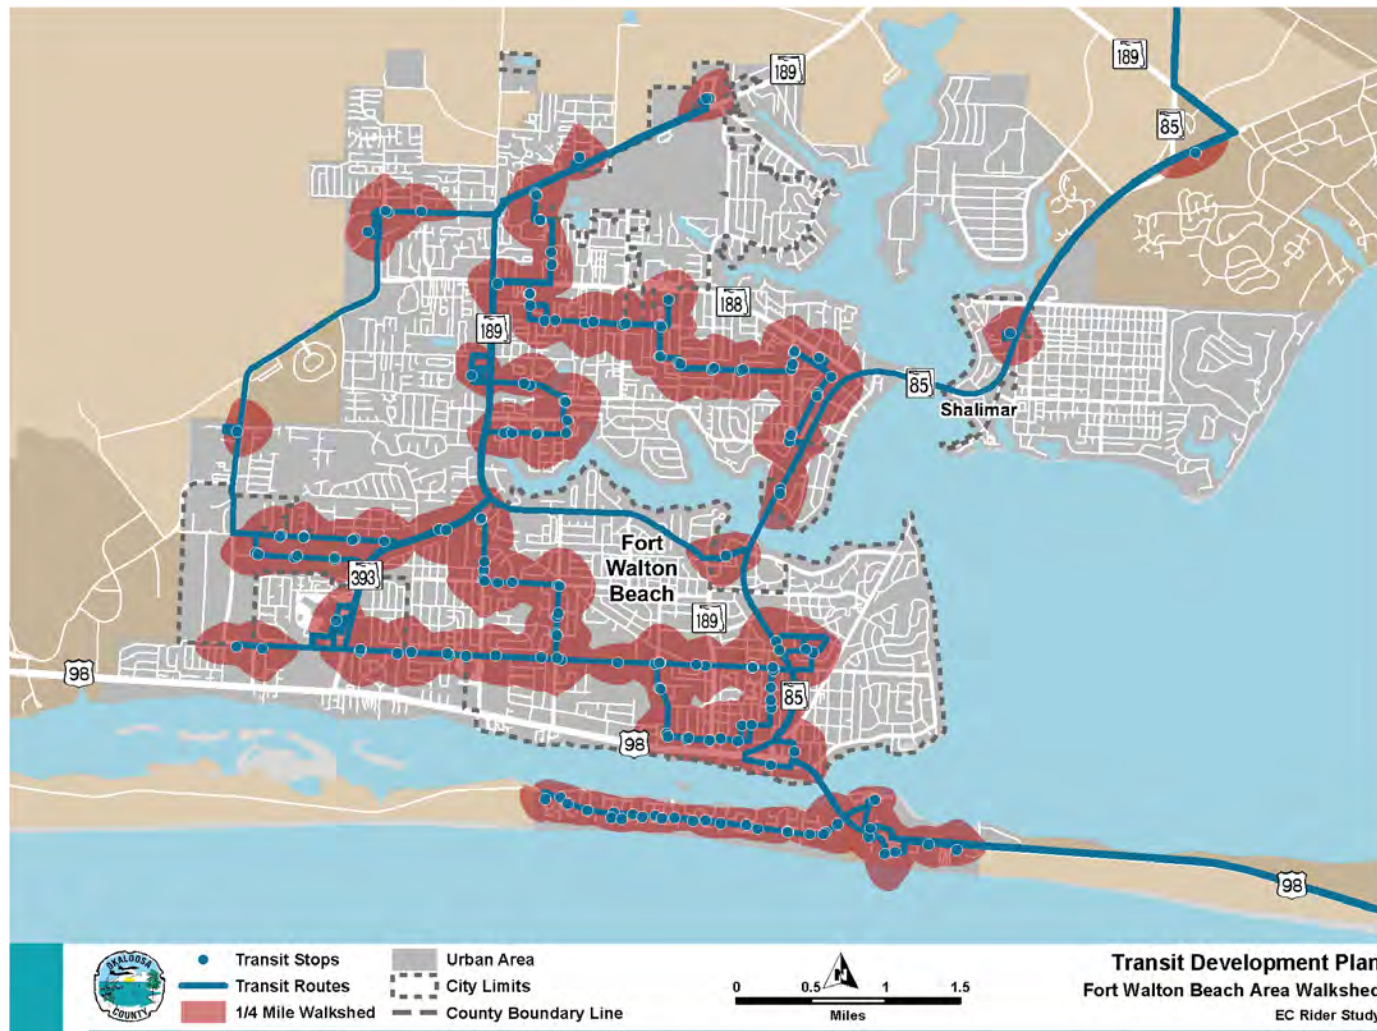 189
189
85
188
189
85
Shalimar
Fort
Walton
Beach
393
189
98
85
98
98
OKALOOSA
COUNTY
Transit Stops
Transit Routes
1/4 Mile Walkshed
Urban Area
City Limits
County Boundary Line
N
0 0.5 1 1.5
Miles
Transit Development Plan
Fort Walton Beach Area Walkshed
EC Rider Study